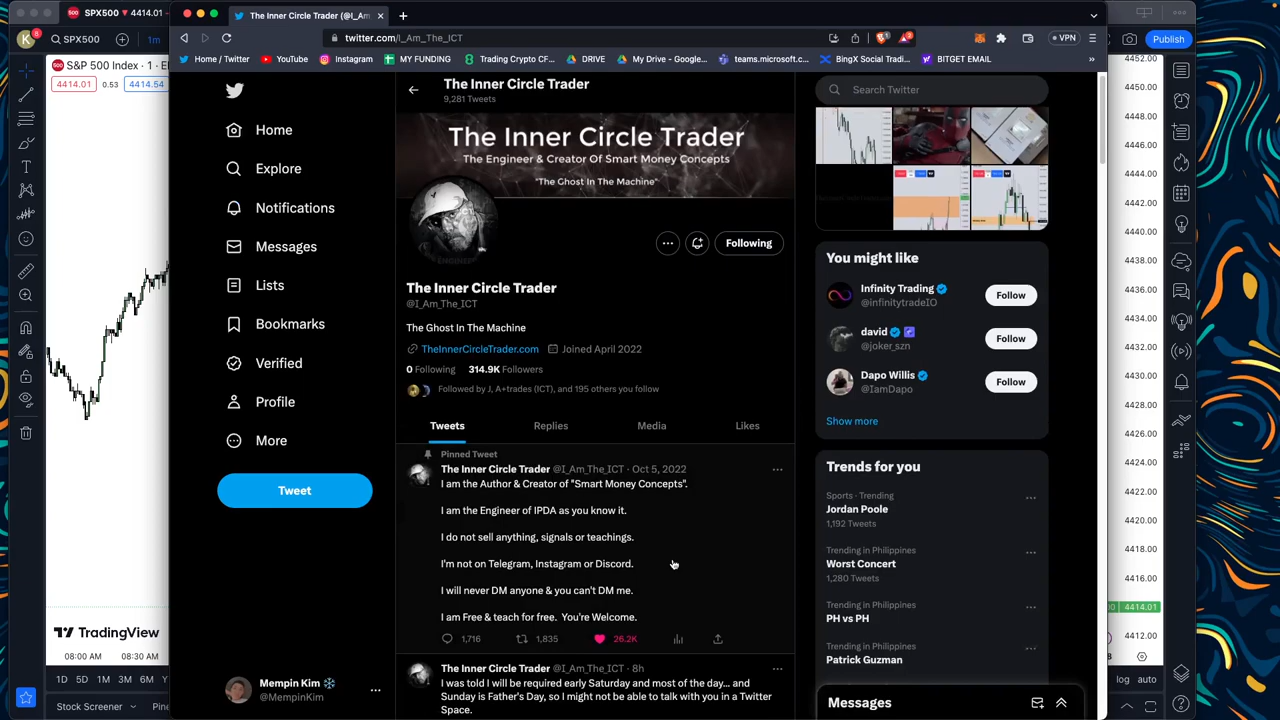 SPX500 4414.01
The Inner Circle Trader (@I_Am_
K
6
SPX500
1m
twitter.com/I_Am_The_ICT
VPN
Publish
Home / Twitter
YouTube
Instagram
MYFUNDING
Trading Crypto - F...
DRIVE
My Drive - Google...
teams.microsoft.c...
BingX Social Tradi...
BITGET EMAIL
»
S&P 500 Index · 1 ·
4414.01
0.53
4414.54
The Inner Circle Trader
9,281 Tweets
Search Twitter
The Inner Circle Trader
The Engineer & Creator Of Smart Money Concepts
"The Ghost In The Machine"
Home
Explore
Notifications
Messages
Lists
Bookmarks
Verified
Profile
More
Tweet
Following
The Inner Circle Trader
@I_Am_The_ICT
The Ghost In The Machine
TheInnerCircleTrader.com
Joined April 2022
0 Following
314.9K Followers
Followed by J, A+trades (ICT), and 195 others you follow
Tweets
Replies
Media
Likes
Pinned Tweet
The Inner Circle Trader @I_Am_The_ICT · Oct 5, 2022
I am the Author & Creator of "Smart Money Concepts".
I am the Engineer of IPDA as you know it.
I do not sell anything, signals or teachings.
I'm not on Telegram, Instagram or Discord.
I will never DM anyone & you can't DM me.
I am Free & teach for free. You're Welcome.
1,716
1,835
26.2K
The Inner Circle Trader @I_Am_The_ICT · 8h
I was told I will be required early Saturday and most of the day... and
Sunday is Father's Day, so I might not be able to talk with you in a Twitter
Space.
You might like
Infinity Trading
@infinitytradeIO
Follow
david
@joker_szn
Follow
Dapo Willis
@IamDapo
Follow
Show more
Trends for you
Sports · Trending
Jordan Poole
1,192 Tweets
Trending in Philippines
Worst Concert
1,280 Tweets
Trending in Philippines
PH vs PH
Trending in Philippines
Patrick Guzman
Messages
Mempin Kim
@MempinKim
TradingView
08:00 AM
08:30 AM
1D
5D
1M
3M
6M
Stock Screener
4452.00
4450.00
4448.00
4446.00
4444.00
4442.00
4440.00
4438.00
4436.00
4434.00
4432.00
4430.00
4428.00
4426.00
4424.00
4422.00
4420.00
4418.00
4416.00
4414.01
4412.00
log
auto